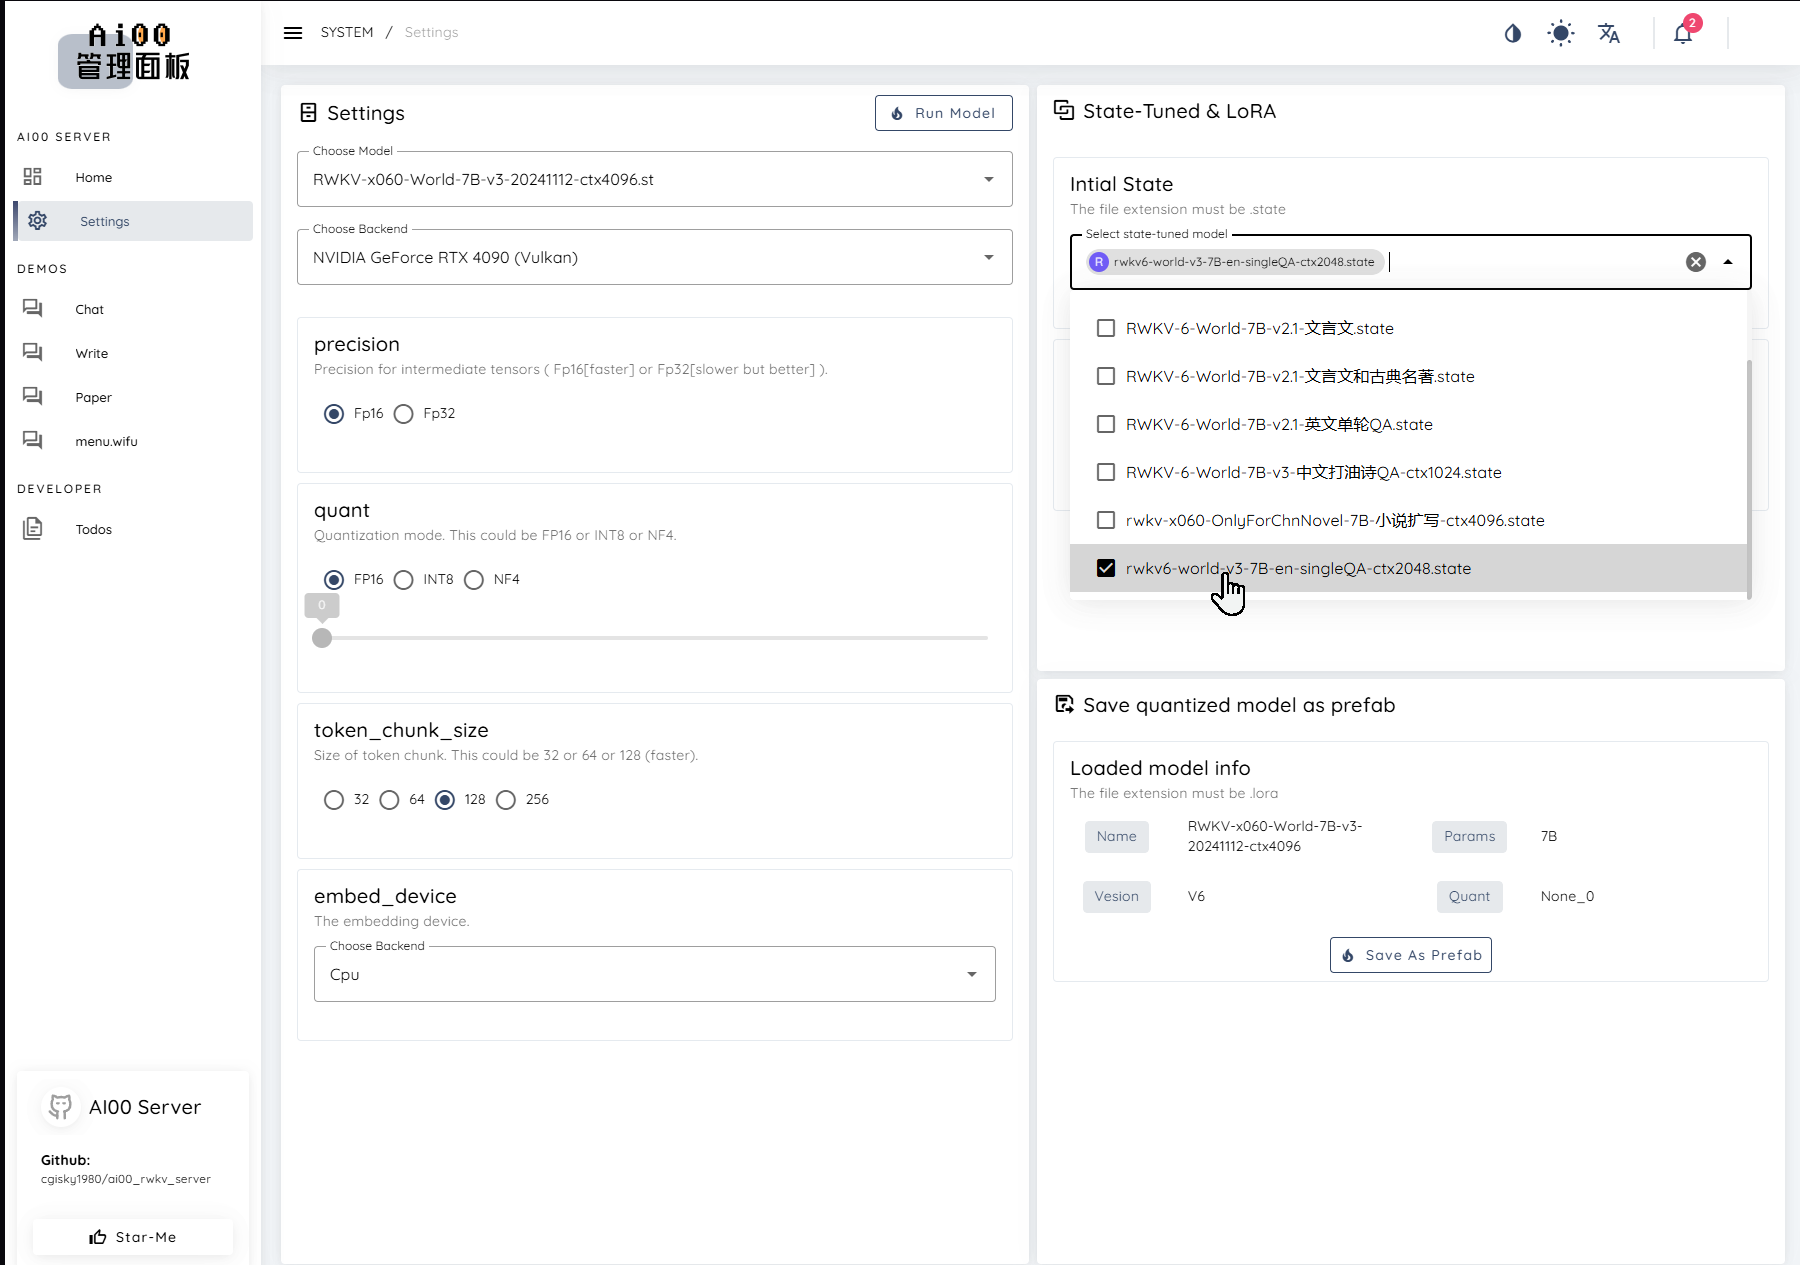 Ai00
管理面板
AI00 SERVER
Home
Settings
DEMOS
Chat
Write
Paper
menu.wifu
DEVELOPER
Todos
AI00 Server
Github:
cgisky1980/ai00_rwkv_server
Star-Me
SYSTEM / Settings
2
Settings
Run Model
Choose Model
RWKV-x060-World-7B-v3-20241112-ctx4096.st
Choose Backend
NVIDIA GeForce RTX 4090 (Vulkan)
precision
Precision for intermediate tensors ( Fp16[faster] or Fp32[slower but better] ).
Fp16 Fp32
quant
Quantization mode. This could be FP16 or INT8 or NF4.
FP16 INT8 NF4
0
token_chunk_size
Size of token chunk. This could be 32 or 64 or 128 (faster).
32 64 128 256
embed_device
The embedding device.
Choose Backend
Cpu
State-Tuned & LoRA
Intial State
The file extension must be .state
Select state-tuned model
R rwkv6-world-v3-7B-en-singleQA-ctx2048.state
RWKV-6-World-7B-v2.1-文言文.state
RWKV-6-World-7B-v2.1-文言文和古典名著.state
RWKV-6-World-7B-v2.1-英文单轮QA.state
RWKV-6-World-7B-v3-中文打油诗QA-ctx1024.state
rwkv-x060-OnlyForChnNovel-7B-小说扩写-ctx4096.state
rwkv6-world-v3-7B-en-singleQA-ctx2048.state
Save quantized model as prefab
Loaded model info
The file extension must be .lora
Name RWKV-x060-World-7B-v3-
20241112-ctx4096
Params 7B
Vesion V6
Quant None_0
Save As Prefab